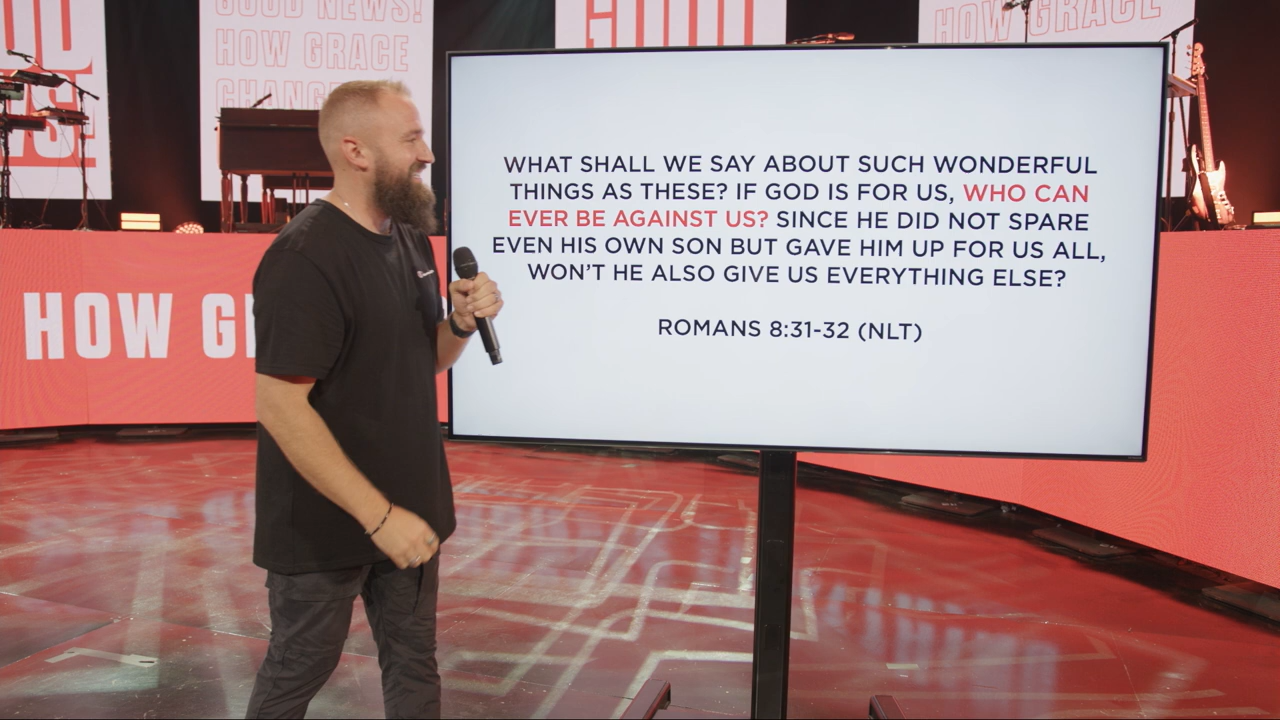 GOOD NEWS!
HOW GRACE
GOOD
HOW GRACE
WHAT SHALL WE SAY ABOUT SUCH WONDERFUL
THINGS AS THESE? IF GOD IS FOR US, WHO CAN
EVER BE AGAINST US? SINCE HE DID NOT SPARE
EVEN HIS OWN SON BUT GAVE HIM UP FOR US ALL,
WON'T HE ALSO GIVE US EVERYTHING ELSE?
ROMANS 8:31-32 (NLT)
HOW